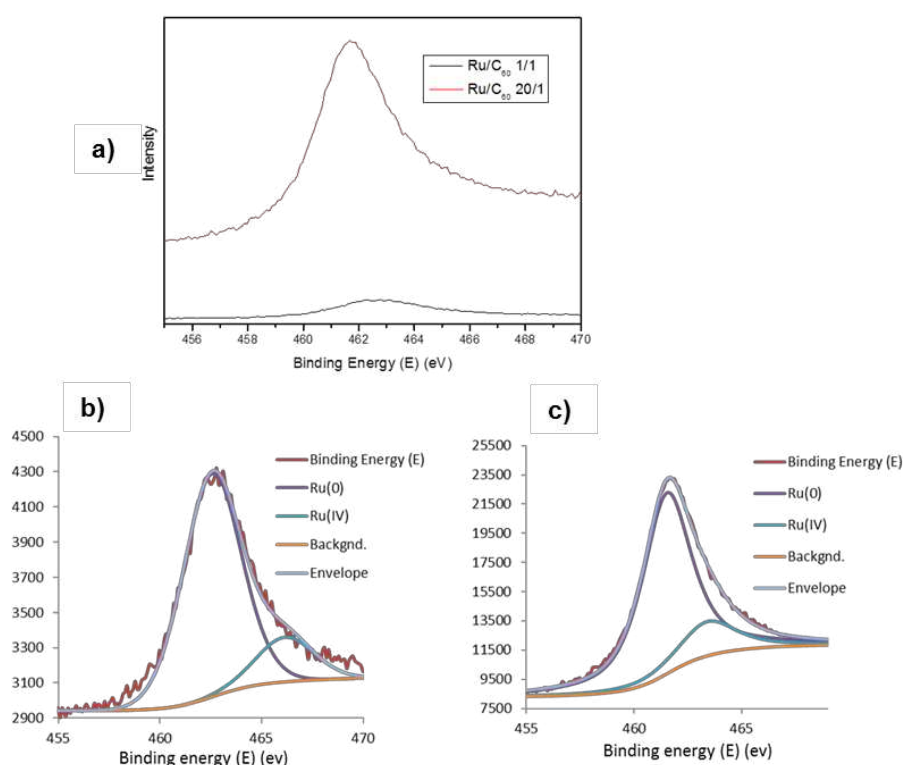 a)
Intensity
Ru/C₆₀ 1/1
Ru/C₆₀ 20/1
456 458 460 462 464 466 468 470
Binding Energy (E) (eV)
b)
4500
4300
4100
3900
3700
3500
3300
3100
2900
455 460 465 470
Binding Energy (E)
Ru(0)
Ru(IV)
Backgnd.
Envelope
Binding energy (E) (ev)
c)
25500
23500
21500
19500
17500
15500
13500
11500
9500
7500
455 460 465
Binding Energy (E)
Ru(0)
Ru(IV)
Backgnd.
Envelope
Binding energy (E) (ev)